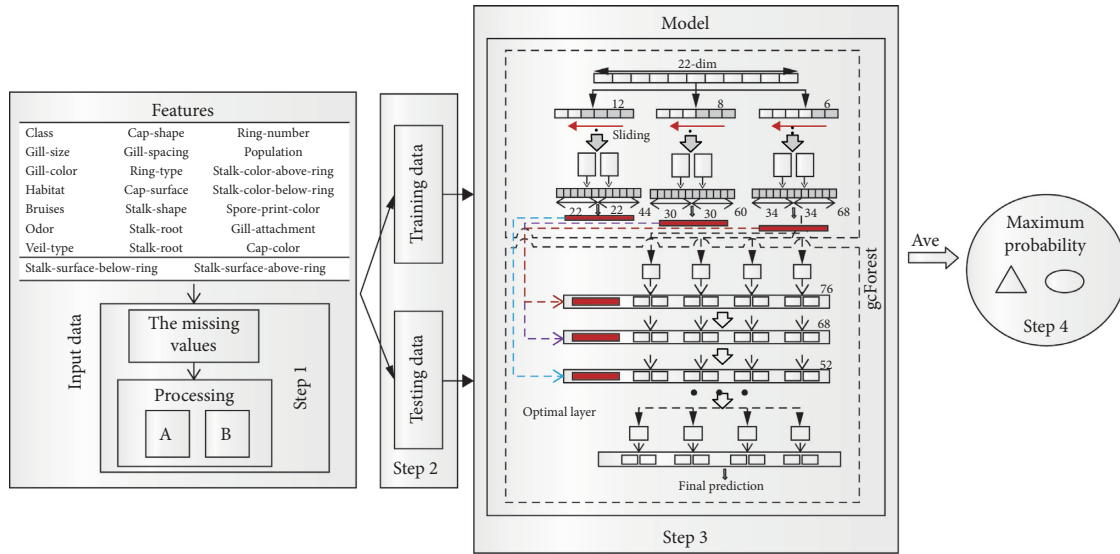 Features
Class Cap-shape Ring-number
Gill-size Gill-spacing Population
Gill-color Ring-type Stalk-color-above-ring
Habitat Cap-surface Stalk-color-below-ring
Bruises Stalk-shape Spore-print-color
Odor Stalk-root Gill-attachment
Veil-type Stalk-root Cap-color
Stalk-surface-below-ring Stalk-surface-above-ring
Input data
The missing
values
Processing
A B
Step 1
Training data
Testing data
Step 2
Model
22-dim
12 8 6
Sliding
22 22 44 30 30 60 34 34 68
gcForest
76
68
52
Optimal layer
Final prediction
Step 3
Ave
Maximum
probability
Step 4